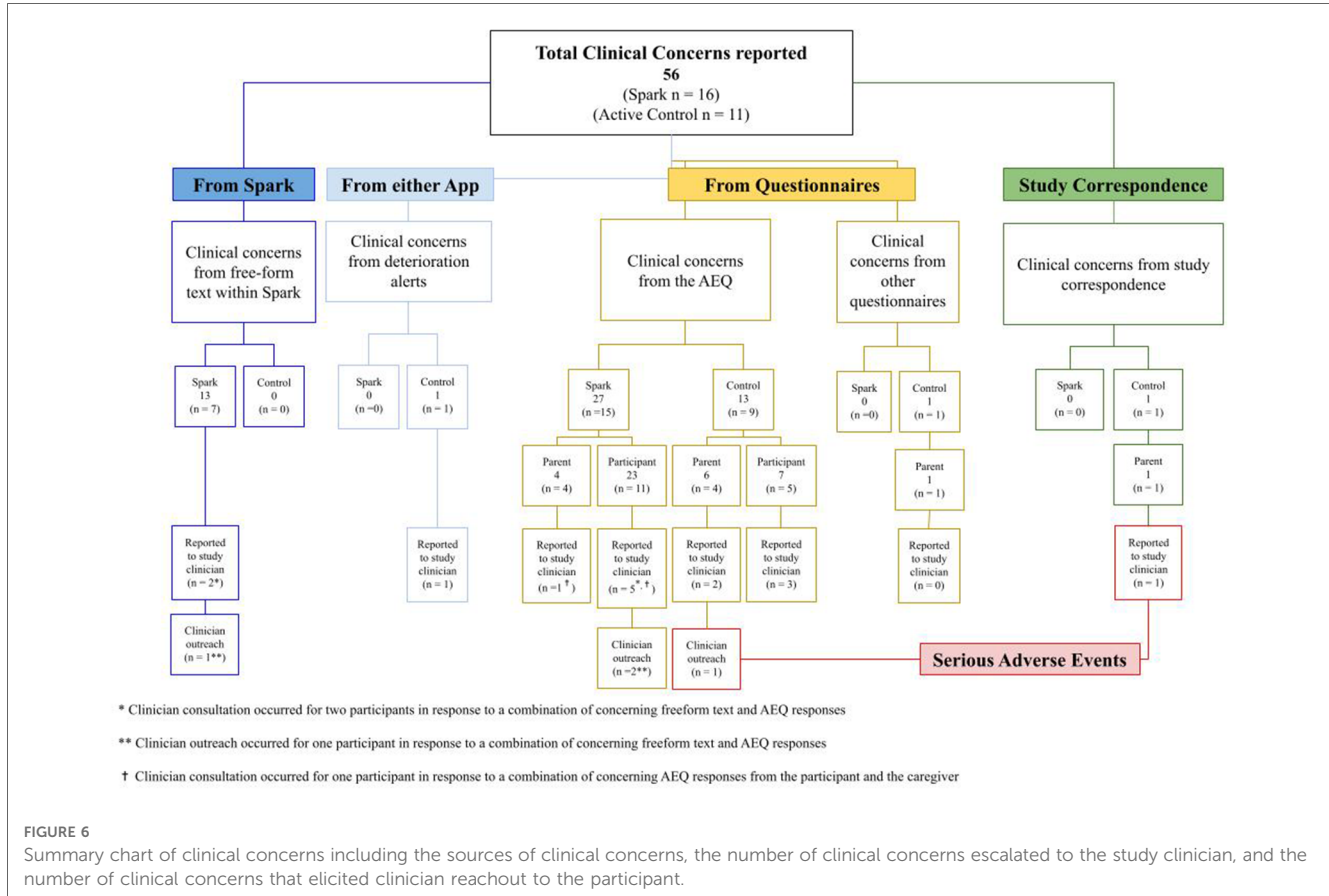 Total Clinical Concerns reported
56
(Spark n = 16)
(Active Control n = 11)
From Spark
From either App
From Questionnaires
Study Correspondence
Clinical concerns
from free-form
text within Spark
Clinical concerns
from deterioration
alerts
Clinical concerns
from the AEQ
Clinical
concerns from
other
questionnaires
Clinical concerns from study
correspondence
Spark
13
(n = 7)
Control
0
(n = 0)
Spark
0
(n =0)
Control
1
(n = 1)
Spark
27
(n =15)
Control
13
(n = 9)
Spark
0
(n =0)
Control
1
(n = 1)
Spark
0
(n = 0)
Control
1
(n = 1)
Parent
4
(n = 4)
Participant
23
(n = 11)
Parent
6
(n = 4)
Participant
7
(n = 5)
Parent
1
(n = 1)
Parent
1
(n = 1)
Reported
to study
clinician
(n = 2*)
Reported
to study
clinician
(n = 1)
Reported
to study
clinician
(n =1 †)
Reported
to study
clinician
(n = 5*, †)
Reported
to study
clinician
(n = 2)
Reported
to study
clinician
(n = 3)
Reported
to study
clinician
(n = 0)
Reported
to study
clinician
(n = 1)
Clinician
outreach
(n = 1**)
Clinician
outreach
(n =2**)
Clinician
outreach
(n = 1)
Serious Adverse Events
* Clinician consultation occurred for two participants in response to a combination of concerning freeform text and AEQ responses
** Clinician outreach occurred for one participant in response to a combination of concerning freeform text and AEQ responses
† Clinician consultation occurred for one participant in response to a combination of concerning AEQ responses from the participant and the caregiver
FIGURE 6
Summary chart of clinical concerns including the sources of clinical concerns, the number of clinical concerns escalated to the study clinician, and the
number of clinical concerns that elicited clinician reachout to the participant.